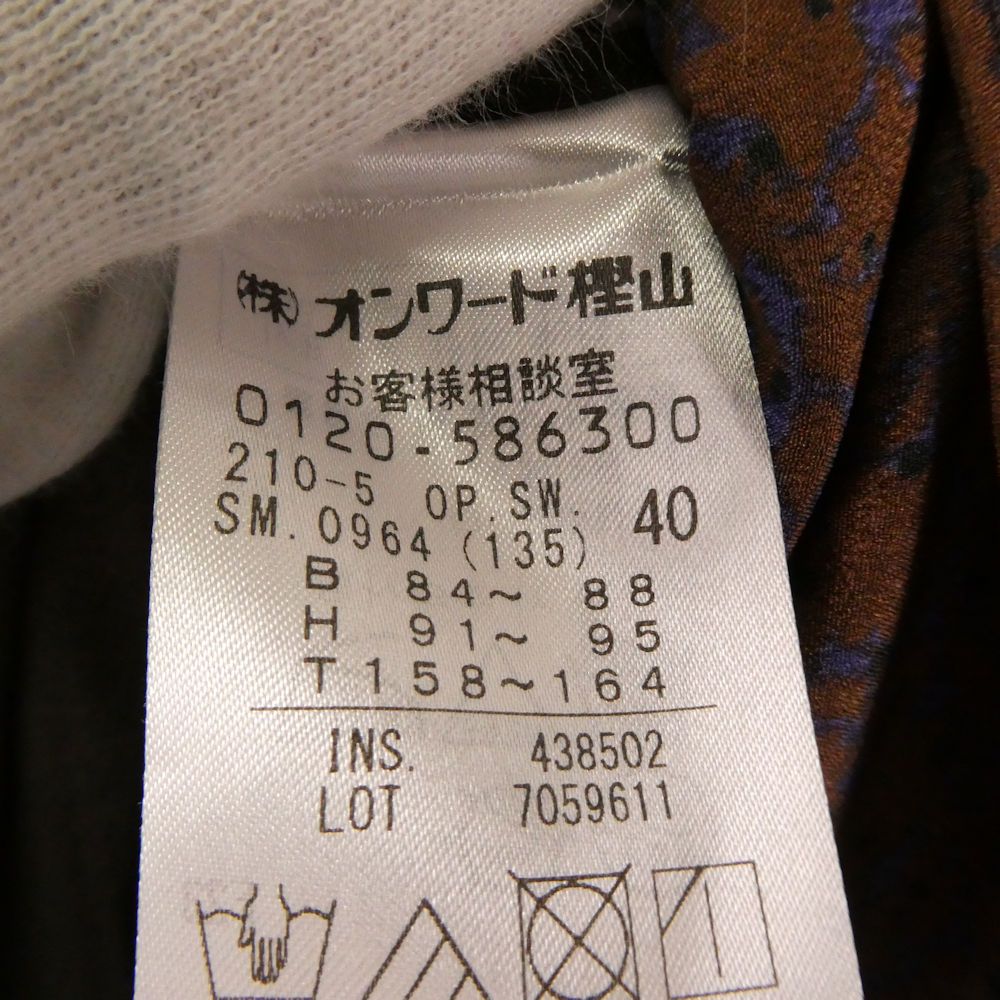 ㈱オンワード樫山
お客様相談室
0120-586300
210-5 OP.SW. 40
SM. 0964 (135)
B 84～ 88
H 91～ 95
T 158～164
INS. 438502
LOT 7059611